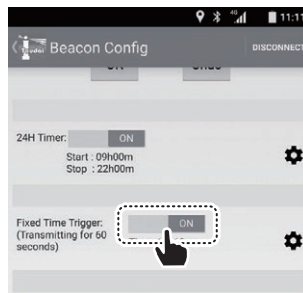 4G 11:11
Beacon Config
DISCONNECT
24H Timer: ON
Start : 09h00m
Stop : 22h00m
Fixed Time Trigger: ON
(Transmitting for 60
seconds)